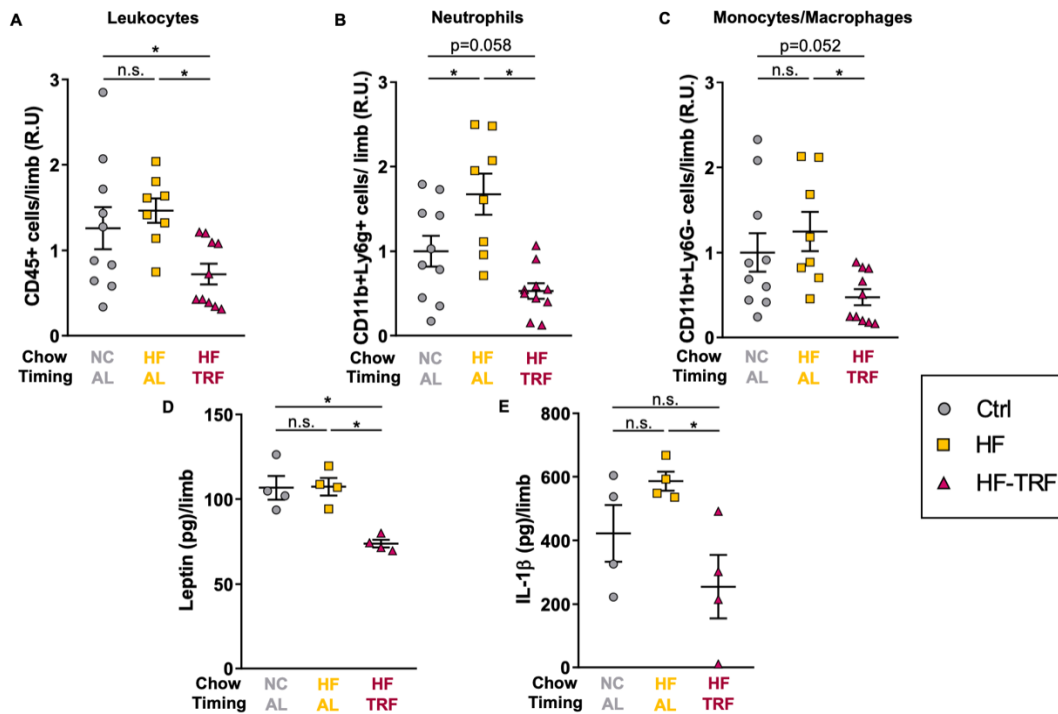 A
Leukocytes
*
n.s.
*
CD45+ cells/limb (R.U)
3
2
1
0
Chow NC HF HF
Timing AL AL TRF
B
Neutrophils
p=0.058
*
*
CD11b+Ly6g+ cells/ limb (R.U.)
3
2
1
0
Chow NC HF HF
Timing AL AL TRF
C
Monocytes/Macrophages
p=0.052
n.s.
*
CD11b+Ly6G- cells/limb (R.U.)
3
2
1
0
Chow NC HF HF
Timing AL AL TRF
D
*
n.s.
*
Leptin (pg)/limb
150
100
50
0
Chow NC HF HF
Timing AL AL TRF
E
n.s.
n.s.
*
IL-1β (pg)/limb
800
600
400
200
0
Chow NC HF HF
Timing AL AL TRF
Ctrl
HF
HF-TRF